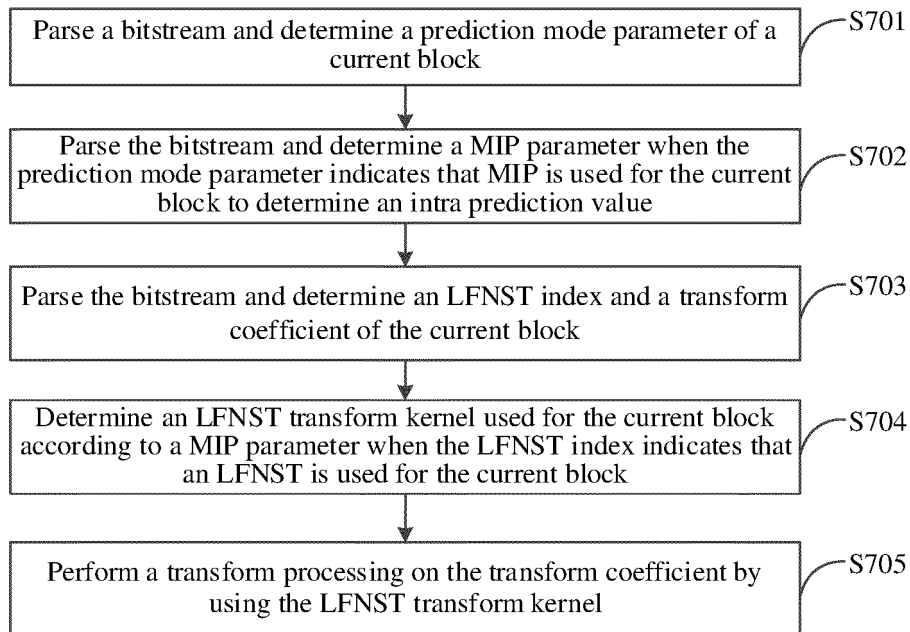 Parse a bitstream and determine a prediction mode parameter of a
current block
S701
Parse the bitstream and determine a MIP parameter when the
prediction mode parameter indicates that MIP is used for the current
block to determine an intra prediction value
S702
Parse the bitstream and determine an LFNST index and a transform
coefficient of the current block
S703
Determine an LFNST transform kernel used for the current block
according to a MIP parameter when the LFNST index indicates that
an LFNST is used for the current block
S704
Perform a transform processing on the transform coefficient by
using the LFNST transform kernel
S705